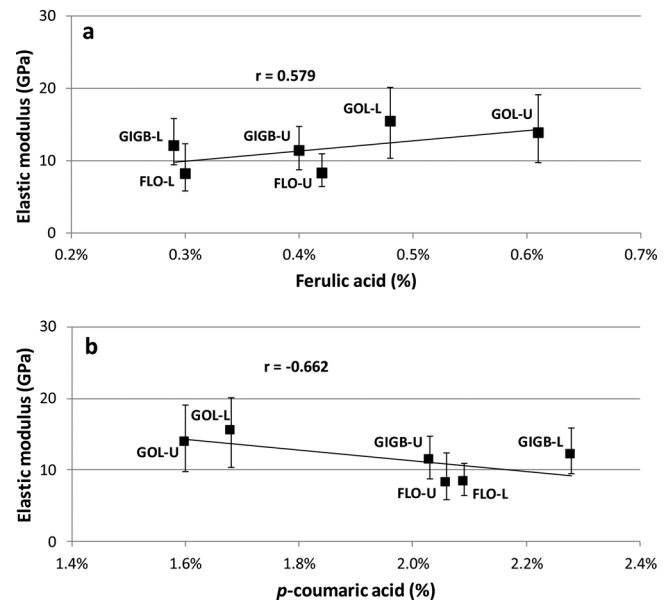 a
30
20
10
0
Elastic modulus (GPa)
r = 0.579
GIGB-L
FLO-L
GIGB-U
FLO-U
GOL-L
GOL-U
0.2% 0.3% 0.4% 0.5% 0.6% 0.7%
Ferulic acid (%)
b
30
20
10
0
Elastic modulus (GPa)
r = -0.662
GOL-U
GOL-L
GIGB-U
FLO-U
FLO-L
GIGB-L
1.4% 1.6% 1.8% 2.0% 2.2% 2.4%
p-coumaric acid (%)